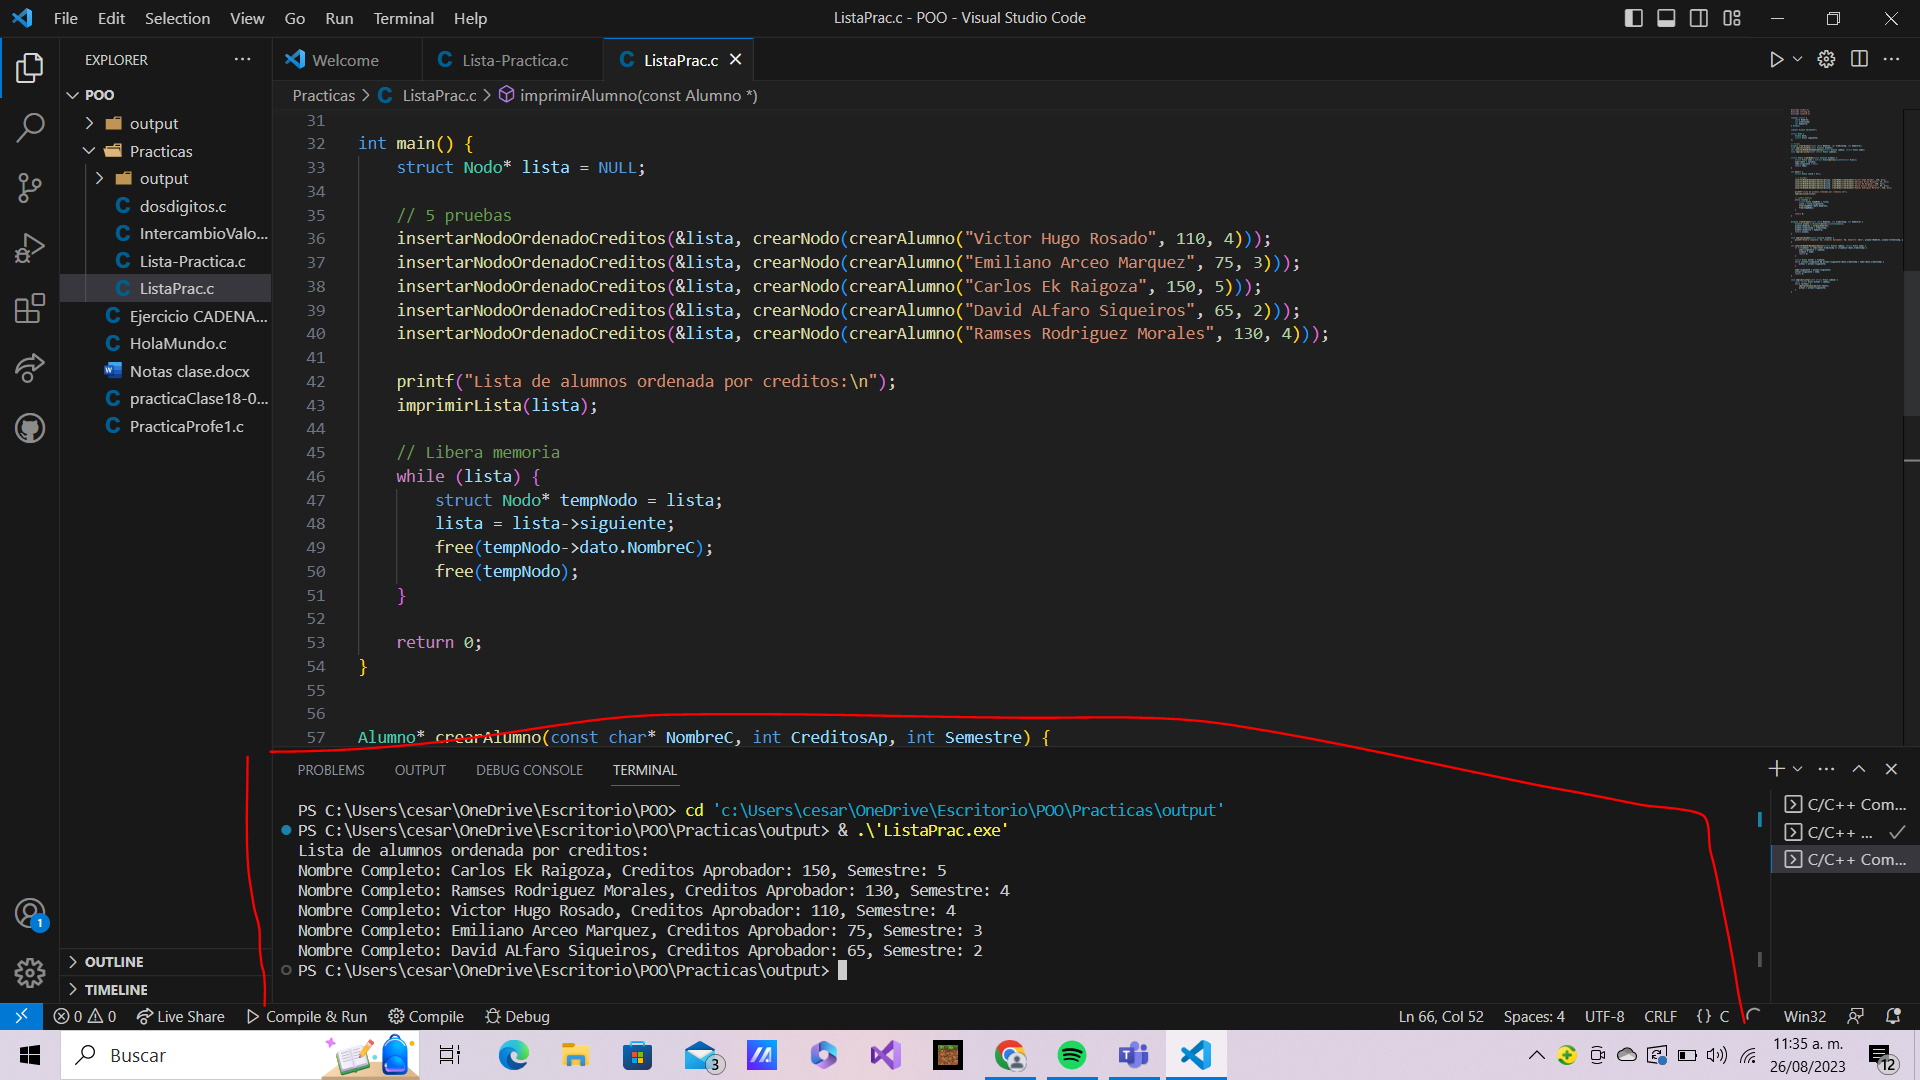 File Edit Selection View Go Run Terminal Help
ListaPrac.c - POO - Visual Studio Code
EXPLORER
POO
output
Practicas
output
dosdigitos.c
IntercambioValo...
Lista-Practica.c
ListaPrac.c
Ejercicio CADENA...
HolaMundo.c
Notas clase.docx
practicaClase18-0...
PracticaProfe1.c
OUTLINE
TIMELINE
Welcome
Lista-Practica.c
ListaPrac.c
Practicas > ListaPrac.c > imprimirAlumno(const Alumno *)
31
32 int main() {
33 struct Nodo* lista = NULL;
34
35 // 5 pruebas
36 insertarNodoOrdenadoCreditos(&lista, crearNodo(crearAlumno("Victor Hugo Rosado", 110, 4)));
37 insertarNodoOrdenadoCreditos(&lista, crearNodo(crearAlumno("Emiliano Arceo Marquez", 75, 3)));
38 insertarNodoOrdenadoCreditos(&lista, crearNodo(crearAlumno("Carlos Ek Raigoza", 150, 5)));
39 insertarNodoOrdenadoCreditos(&lista, crearNodo(crearAlumno("David ALfaro Siqueiros", 65, 2)));
40 insertarNodoOrdenadoCreditos(&lista, crearNodo(crearAlumno("Ramses Rodriguez Morales", 130, 4)));
41
42 printf("Lista de alumnos ordenada por creditos:\n");
43 imprimirLista(lista);
44
45 // Libera memoria
46 while (lista) {
47 struct Nodo* tempNodo = lista;
48 lista = lista->siguiente;
49 free(tempNodo->dato.NombreC);
50 free(tempNodo);
51 }
52
53 return 0;
54 }
55
56
57 Alumno* crearAlumno(const char* NombreC, int CreditosAp, int Semestre) {
PROBLEMS OUTPUT DEBUG CONSOLE TERMINAL
PS C:\Users\cesar\OneDrive\Escritorio\POO> cd 'c:\Users\cesar\OneDrive\Escritorio\POO\Practicas\output'
PS C:\Users\cesar\OneDrive\Escritorio\POO\Practicas\output> & .\'ListaPrac.exe'
Lista de alumnos ordenada por creditos:
Nombre Completo: Carlos Ek Raigoza, Creditos Aprobador: 150, Semestre: 5
Nombre Completo: Ramses Rodriguez Morales, Creditos Aprobador: 130, Semestre: 4
Nombre Completo: Victor Hugo Rosado, Creditos Aprobador: 110, Semestre: 4
Nombre Completo: Emiliano Arceo Marquez, Creditos Aprobador: 75, Semestre: 3
Nombre Completo: David ALfaro Siqueiros, Creditos Aprobador: 65, Semestre: 2
PS C:\Users\cesar\OneDrive\Escritorio\POO\Practicas\output>
C/C++ Com...
C/C++ ...
C/C++ Com...
1
0 0 Live Share Compile & Run Compile Debug
Ln 66, Col 52 Spaces: 4 UTF-8 CRLF {} C Win32
Buscar
3
11:35 a. m.
26/08/2023
12